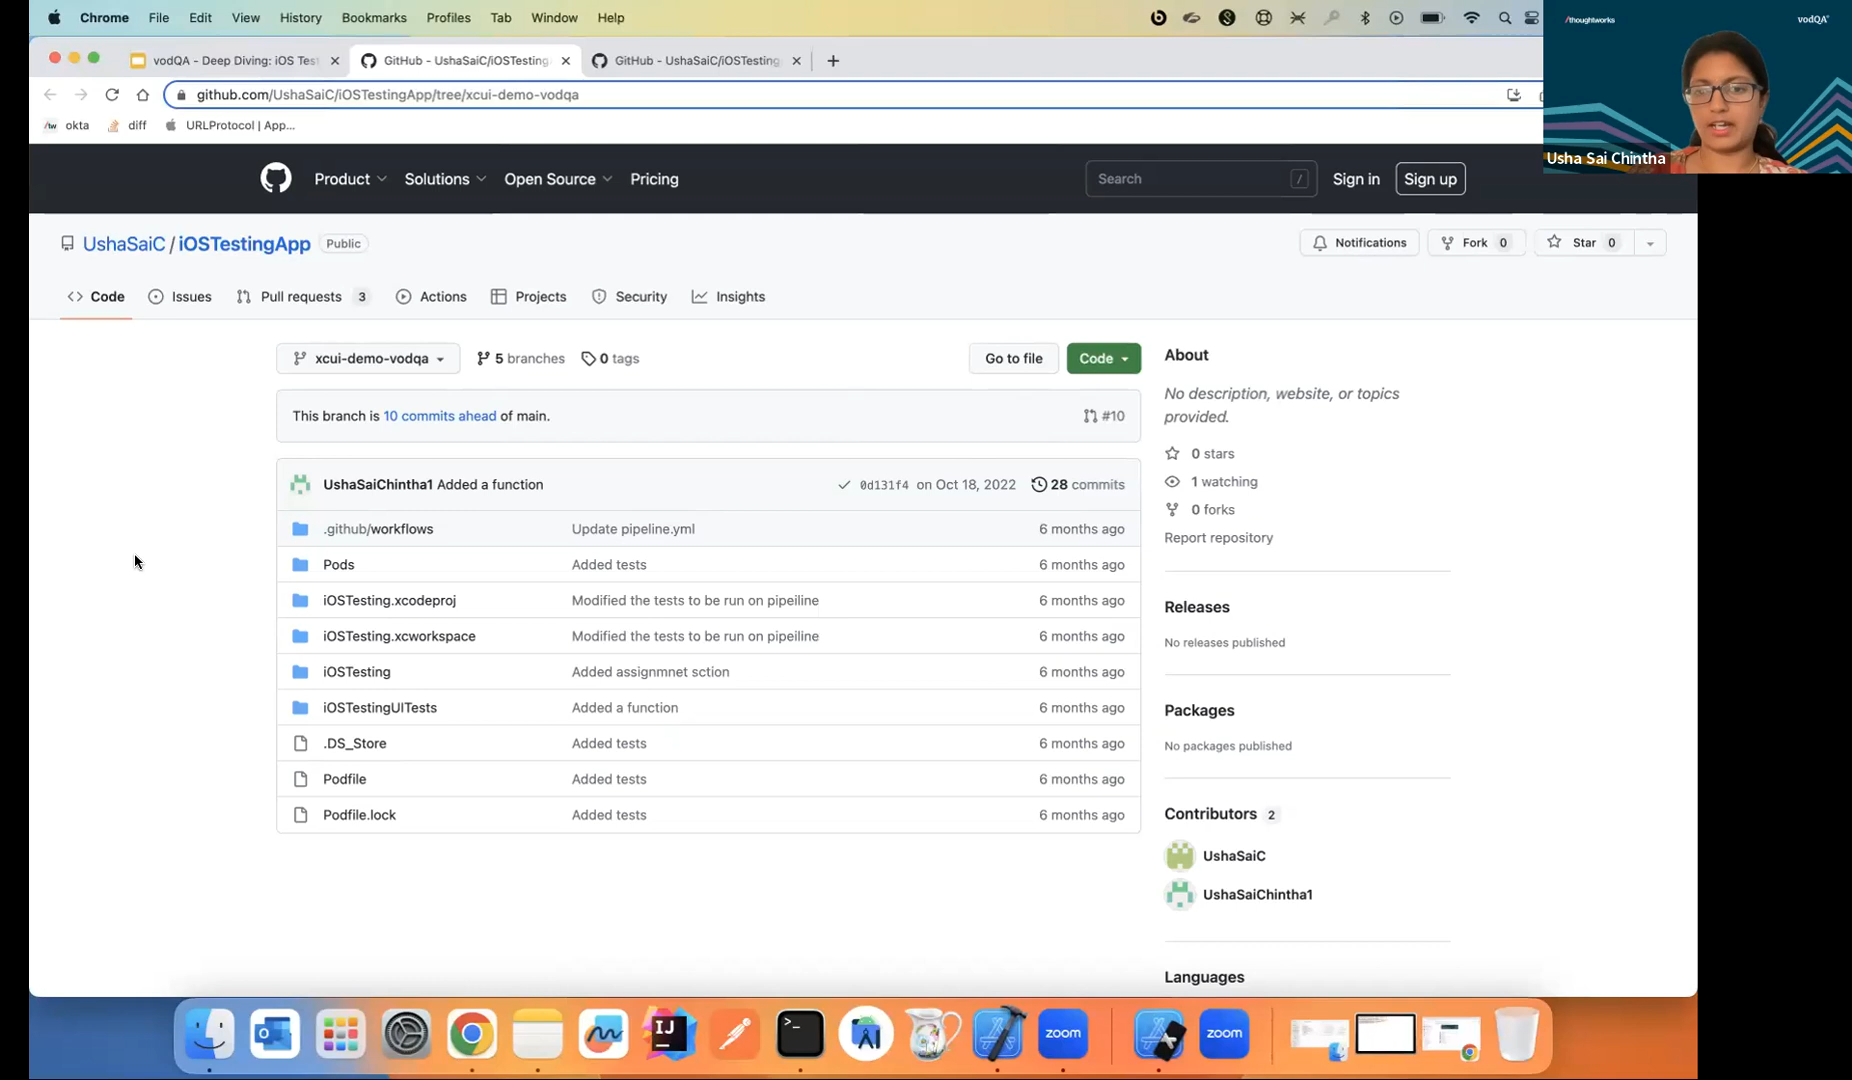 Chrome File Edit View History Bookmarks Profiles Tab Window Help
/thoughtworks vodQA
vodQA - Deep Diving: iOS Tes
GitHub - UshaSaiC/iOSTesting
GitHub - UshaSaiC/iOSTesting
github.com/UshaSaiC/iOSTestingApp/tree/xcui-demo-vodqa
/tw okta diff URLProtocol | App...
Usha Sai Chintha
Product Solutions Open Source Pricing Search / Sign in Sign up
UshaSaiC / iOSTestingApp Public
Notifications Fork 0 Star 0
Code Issues Pull requests 3 Actions Projects Security Insights
xcui-demo-vodqa 5 branches 0 tags Go to file Code
This branch is 10 commits ahead of main. #10
UshaSaiChintha1 Added a function 0d131f4 on Oct 18, 2022 28 commits
.github/workflows Update pipeline.yml 6 months ago
Pods Added tests 6 months ago
iOSTesting.xcodeproj Modified the tests to be run on pipeiline 6 months ago
iOSTesting.xcworkspace Modified the tests to be run on pipeiline 6 months ago
iOSTesting Added assignmnet sction 6 months ago
iOSTestingUITests Added a function 6 months ago
.DS_Store Added tests 6 months ago
Podfile Added tests 6 months ago
Podfile.lock Added tests 6 months ago
About
No description, website, or topics
provided.
0 stars
1 watching
0 forks
Report repository
Releases
No releases published
Packages
No packages published
Contributors 2
UshaSaiC
UshaSaiChintha1
Languages
IJ
zoom
zoom